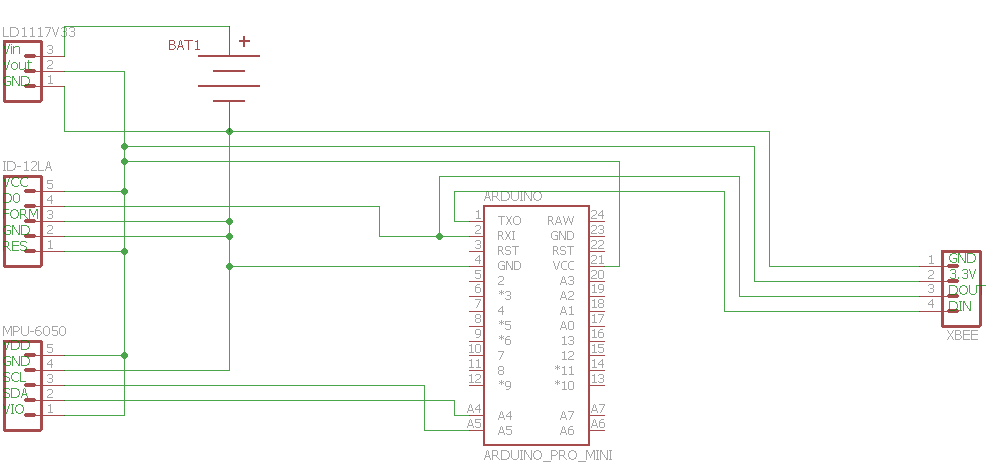 LD1117V33
Vin 3
Vout 2
GND 1
BAT1 +
ID-12LA
VCC 5
D0 4
FORM 3
GND 2
RES 1
MPU-6050
VDD 5
GND 4
SCL 3
SDA 2
VIO 1
ARDUINO
1 TXO RAW 24
2 RXI GND 23
3 RST RST 22
4 GND VCC 21
5 2 A3 20
6 *3 A2 19
7 4 A1 18
8 *5 A0 17
9 *6 13 16
10 7 12 15
11 8 *11 14
12 *9 *10 13
A4 A4 A7 A7
A5 A5 A6 A6
ARDUINO_PRO_MINI
1 GND
2 3.3V
3 DOUT
4 DIN
XBEE